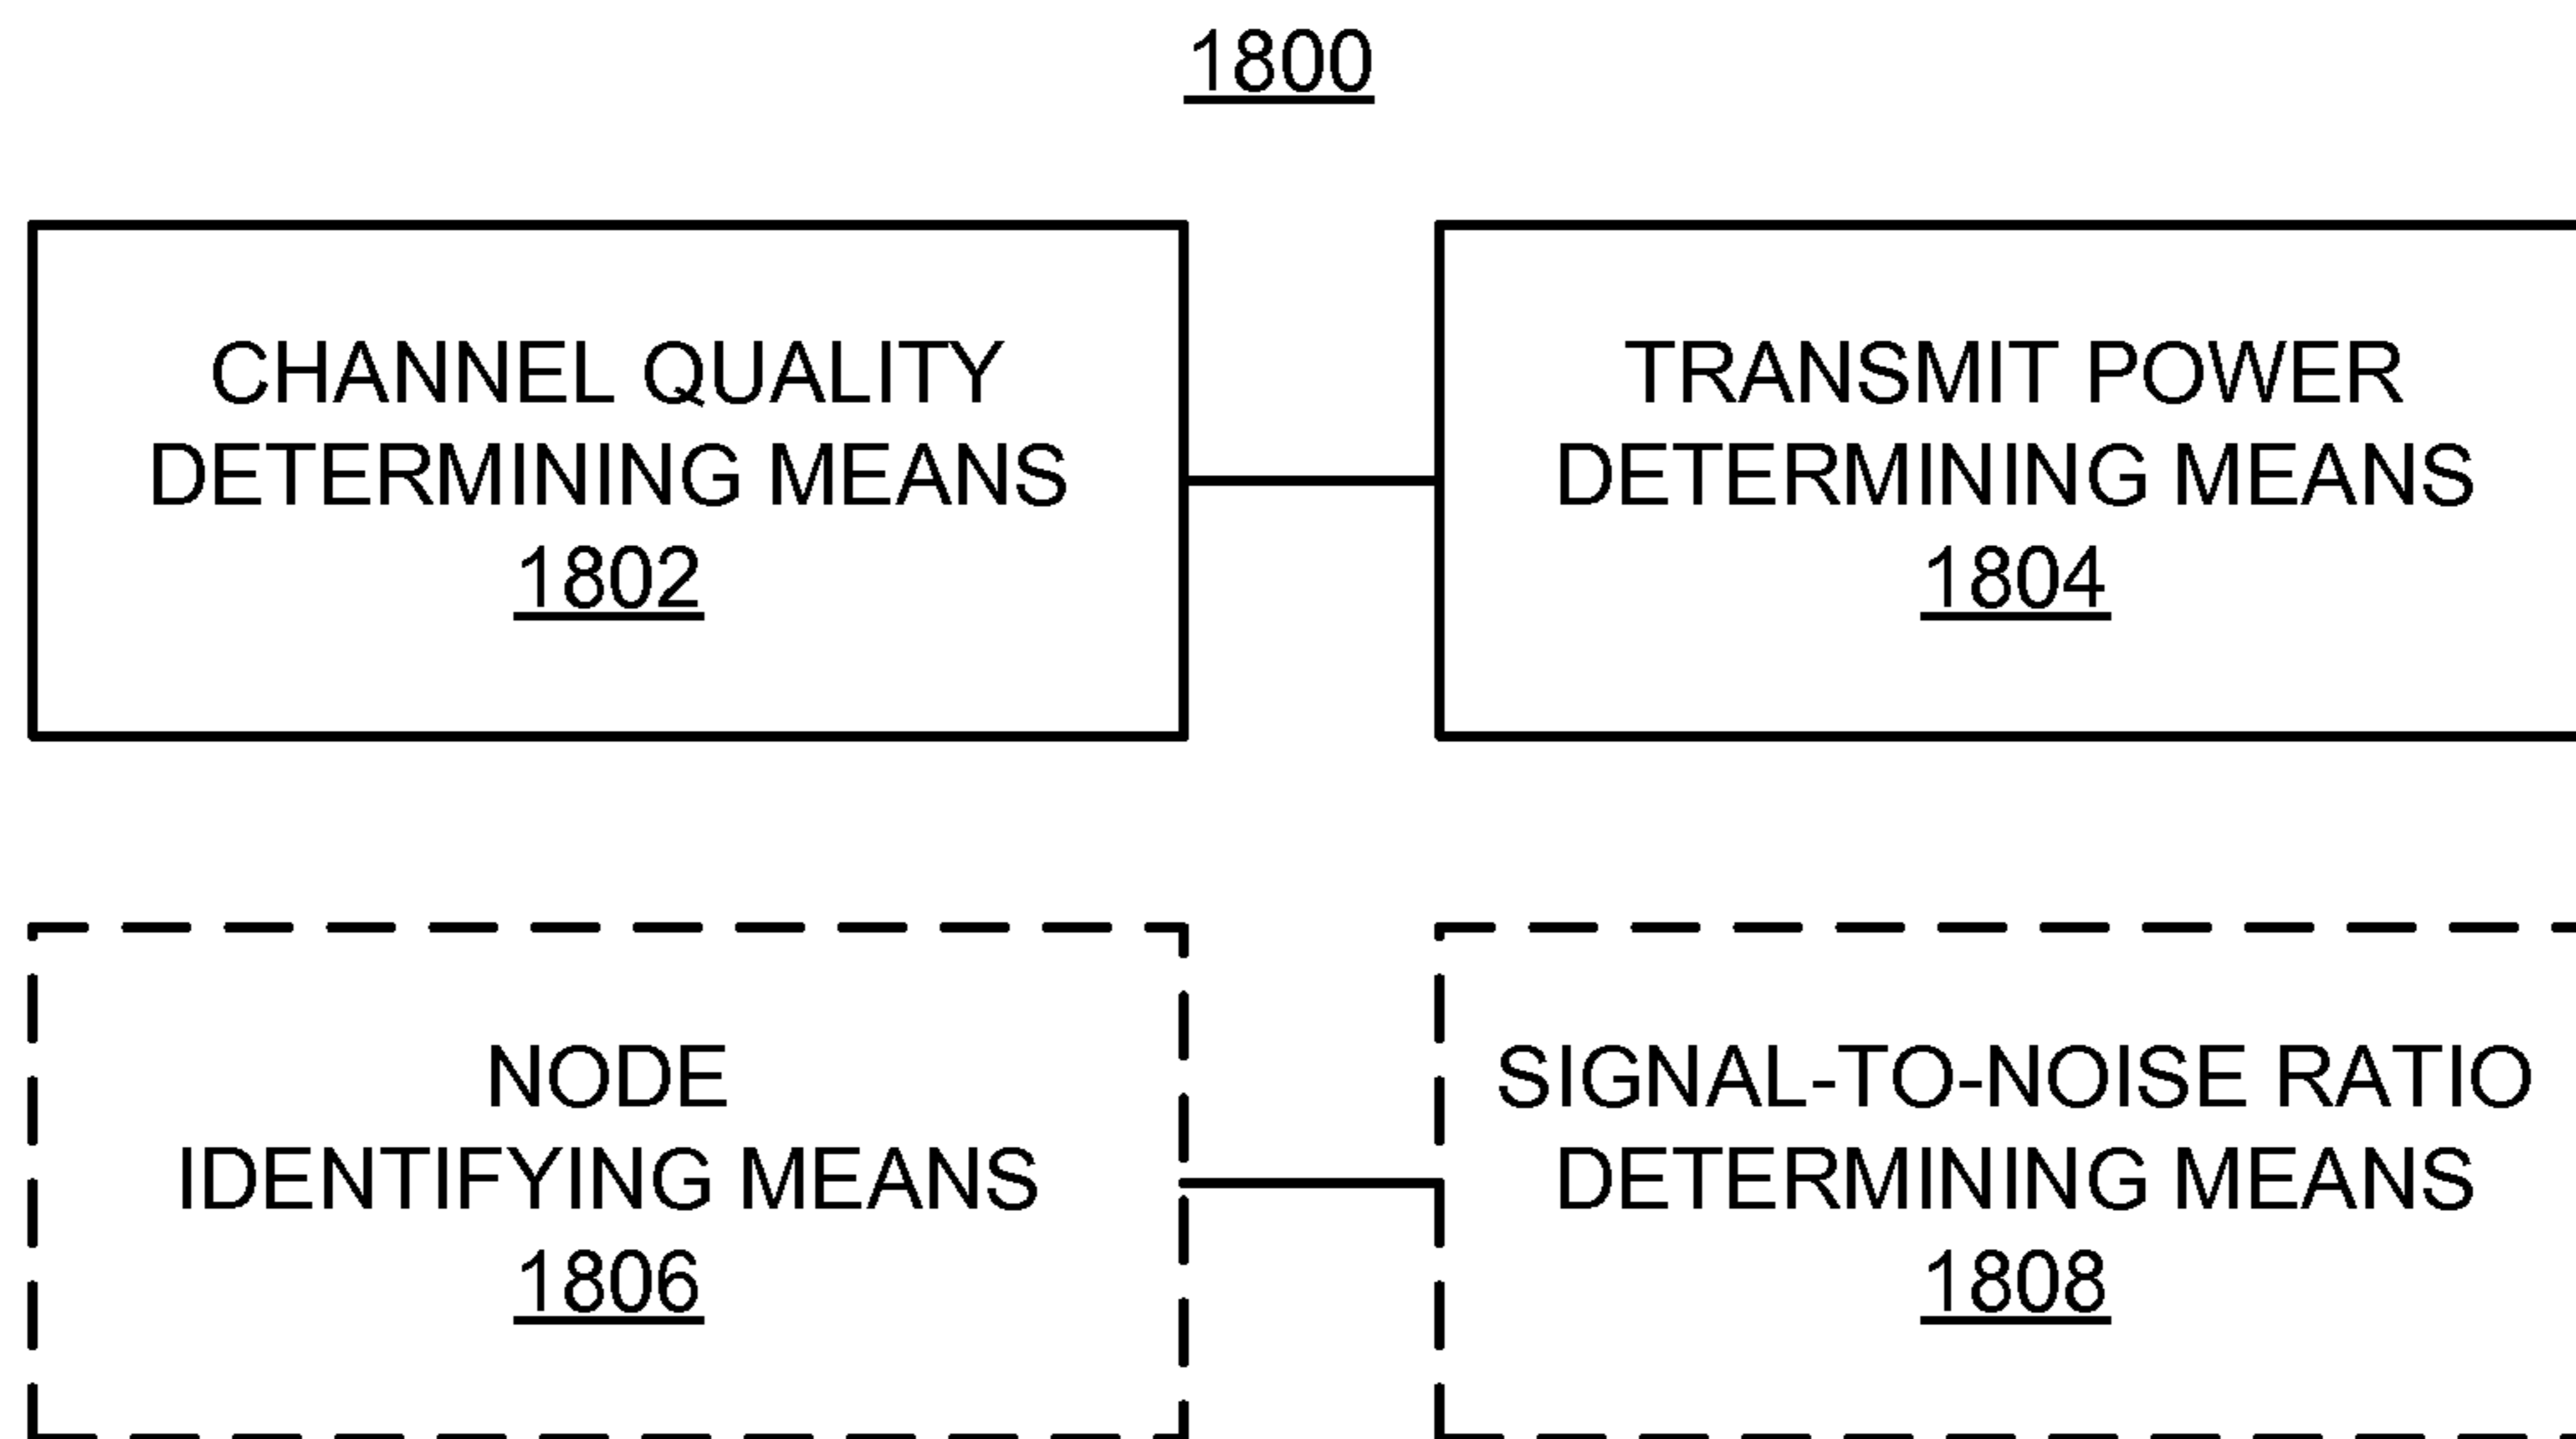 1800
CHANNEL QUALITY
DETERMINING MEANS
1802
TRANSMIT POWER
DETERMINING MEANS
1804
NODE
IDENTIFYING MEANS
1806
SIGNAL-TO-NOISE RATIO
DETERMINING MEANS
1808